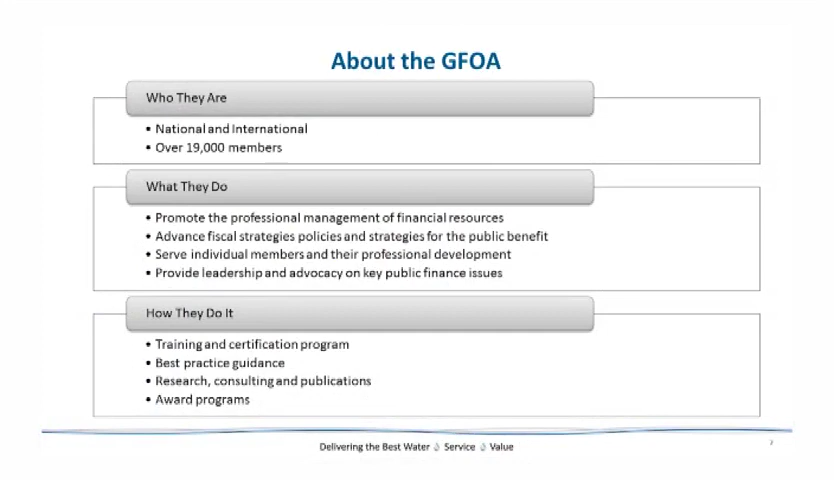 About the GFOA
Who They Are
• National and International
• Over 19,000 members
What They Do
• Promote the professional management of financial resources
• Advance fiscal strategies policies and strategies for the public benefit
• Serve individual members and their professional development
• Provide leadership and advocacy on key public finance issues
How They Do It
• Training and certification program
• Best practice guidance
• Research, consulting and publications
• Award programs
Delivering the Best Water Service Value